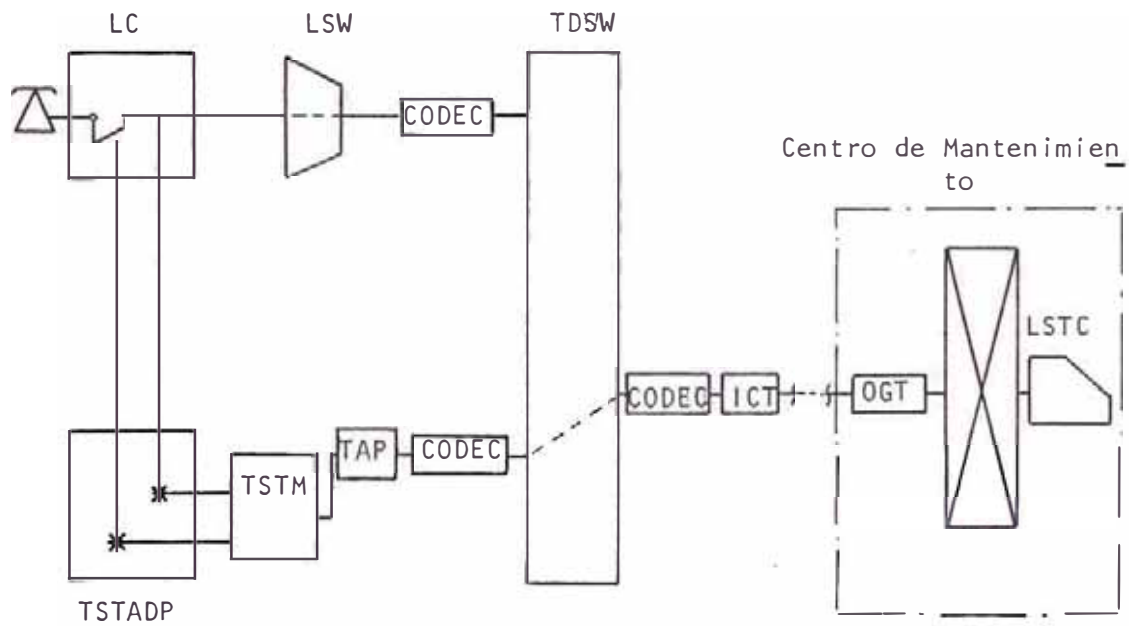 LC
LSW
TDSW
CODEC
Centro de Mantenimien
to
LSTC
CODEC
ICT
OGT
TAP
CODEC
TSTM
TSTADP